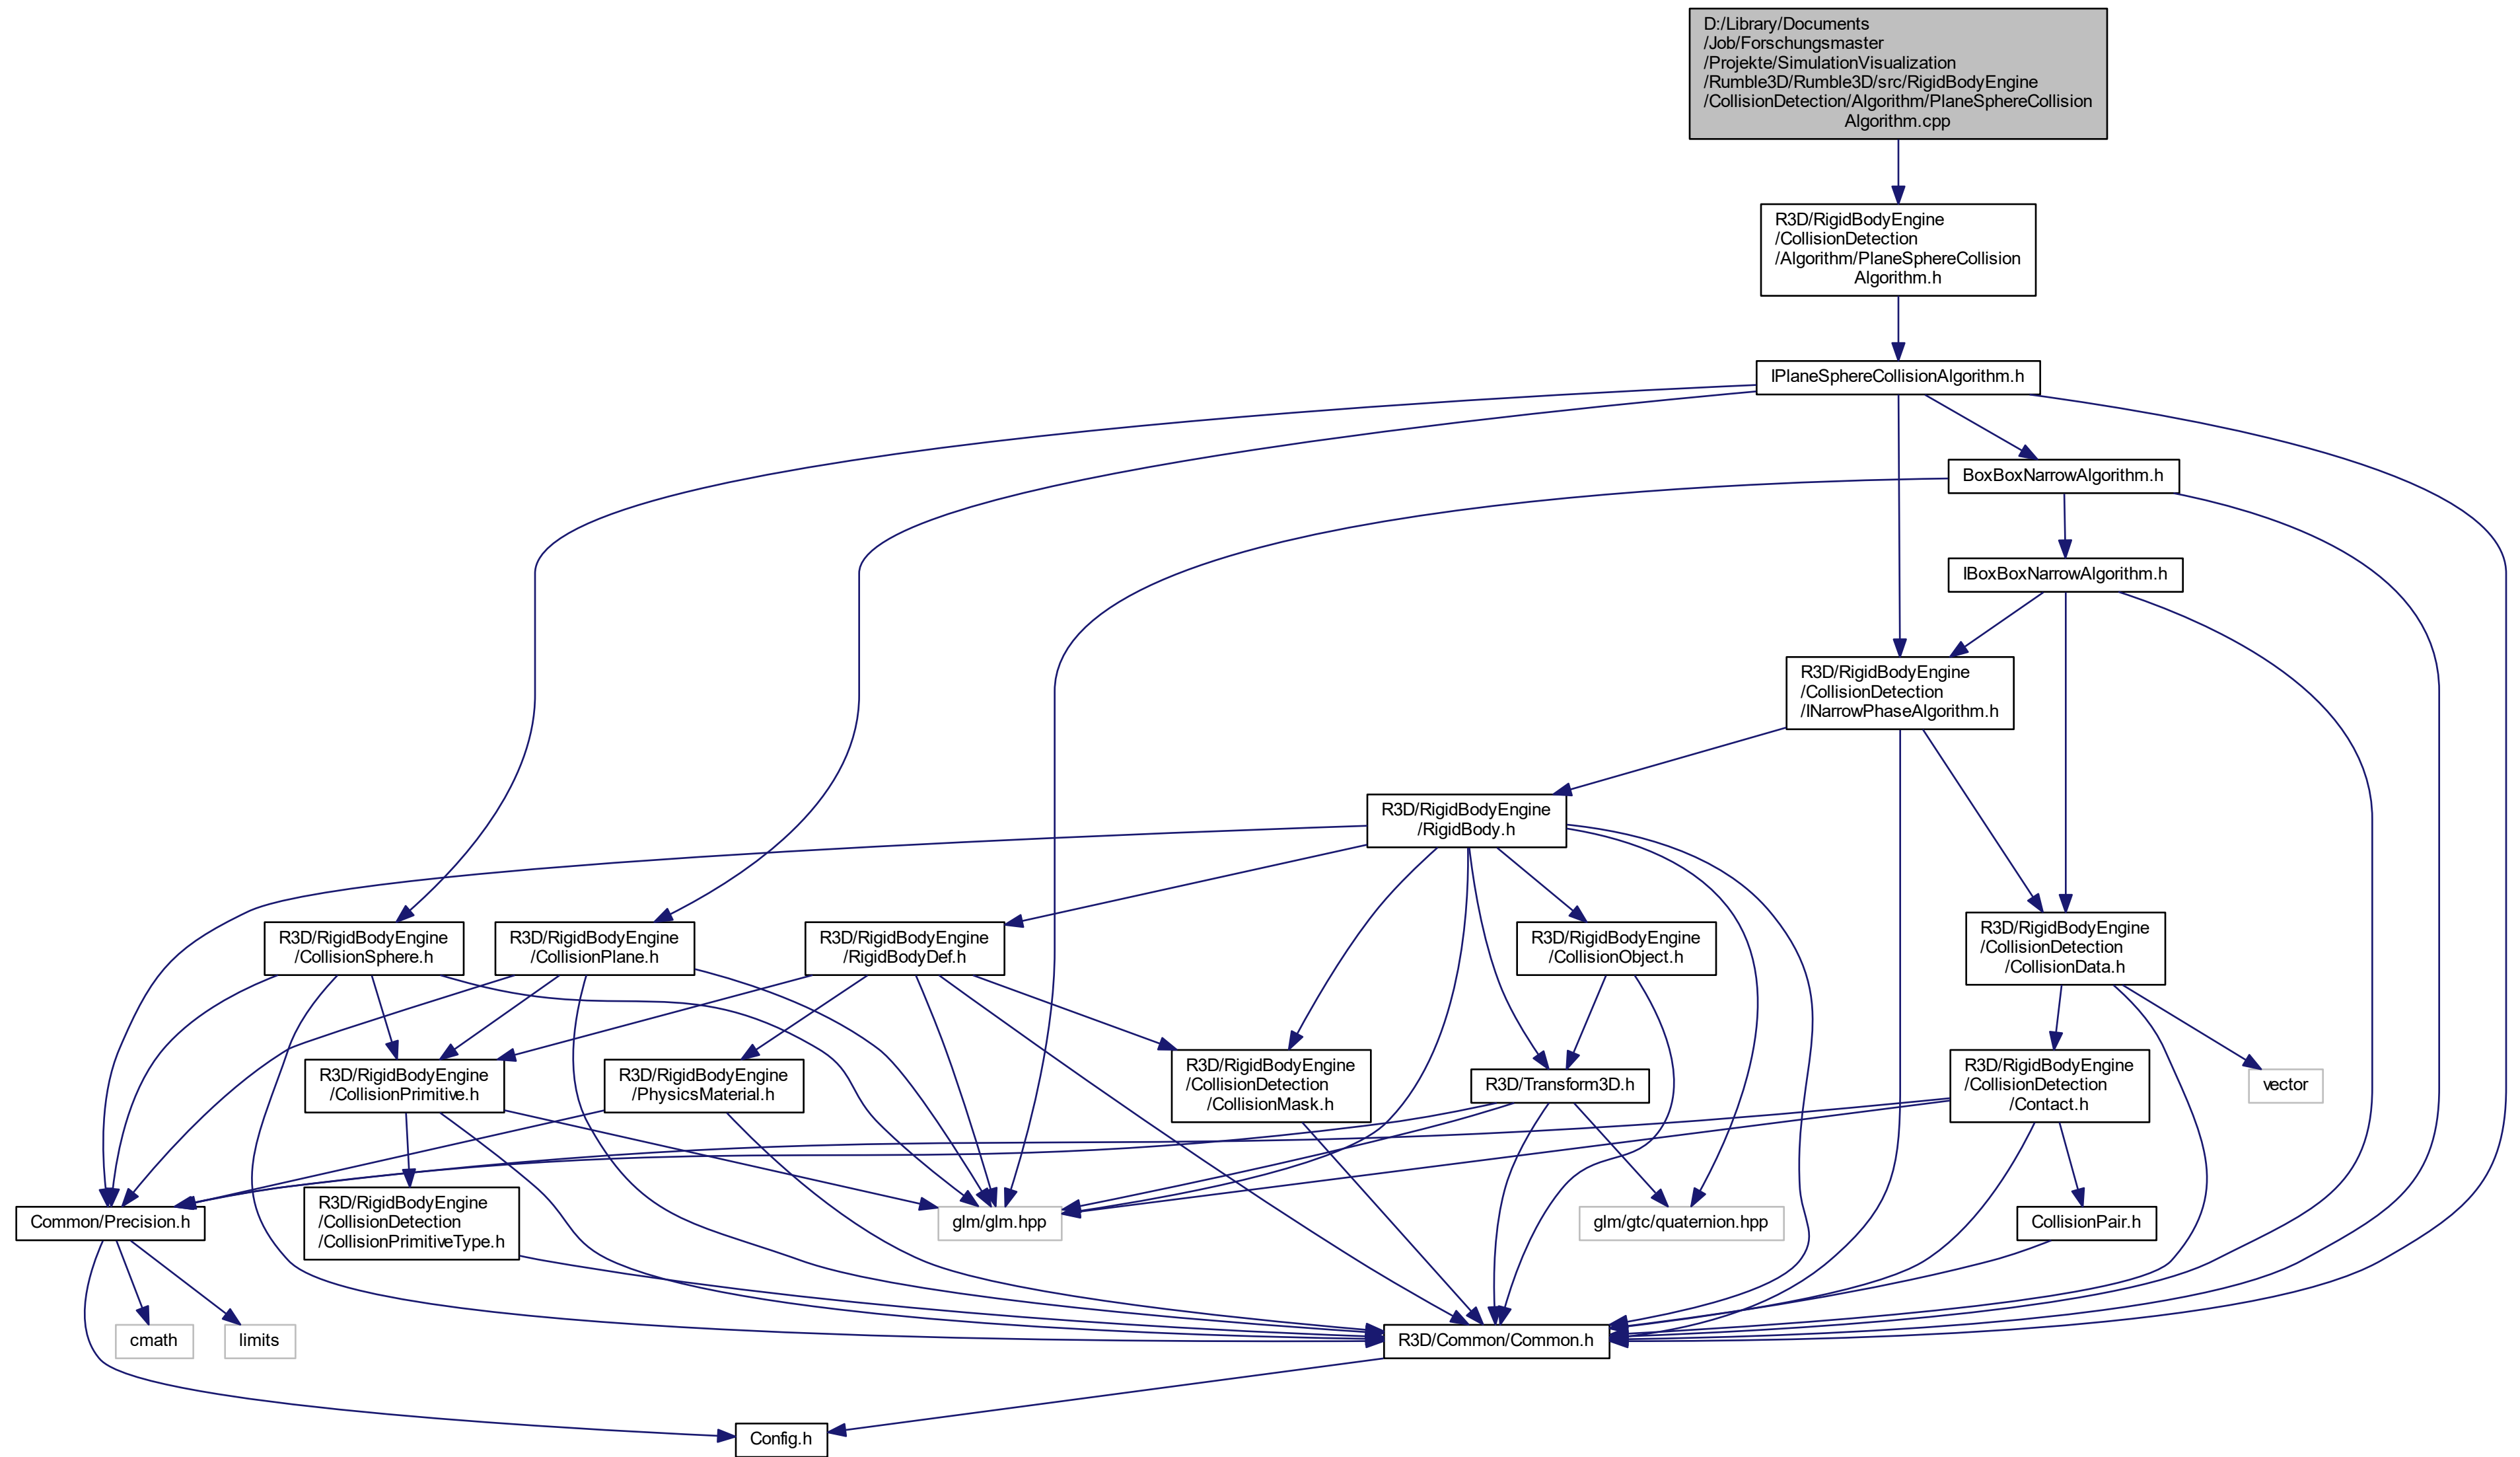 D:/Library/Documents
/Job/Forschungsmaster
/Projekte/SimulationVisualization
/Rumble3D/Rumble3D/src/RigidBodyEngine
/CollisionDetection/Algorithm/PlaneSphereCollision
Algorithm.cpp
R3D/RigidBodyEngine
/CollisionDetection
/Algorithm/PlaneSphereCollision
Algorithm.h
IPlaneSphereCollisionAlgorithm.h
BoxBoxNarrowAlgorithm.h
IBoxBoxNarrowAlgorithm.h
R3D/RigidBodyEngine
/CollisionDetection
/INarrowPhaseAlgorithm.h
R3D/RigidBodyEngine
/RigidBody.h
R3D/RigidBodyEngine
/CollisionSphere.h
R3D/RigidBodyEngine
/CollisionPlane.h
R3D/RigidBodyEngine
/RigidBodyDef.h
R3D/RigidBodyEngine
/CollisionObject.h
R3D/RigidBodyEngine
/CollisionDetection
/CollisionData.h
R3D/RigidBodyEngine
/CollisionPrimitive.h
R3D/RigidBodyEngine
/PhysicsMaterial.h
R3D/RigidBodyEngine
/CollisionDetection
/CollisionMask.h
R3D/Transform3D.h
R3D/RigidBodyEngine
/CollisionDetection
/Contact.h
vector
Common/Precision.h
R3D/RigidBodyEngine
/CollisionDetection
/CollisionPrimitiveType.h
glm/glm.hpp
glm/gtc/quaternion.hpp
CollisionPair.h
cmath
limits
R3D/Common/Common.h
Config.h